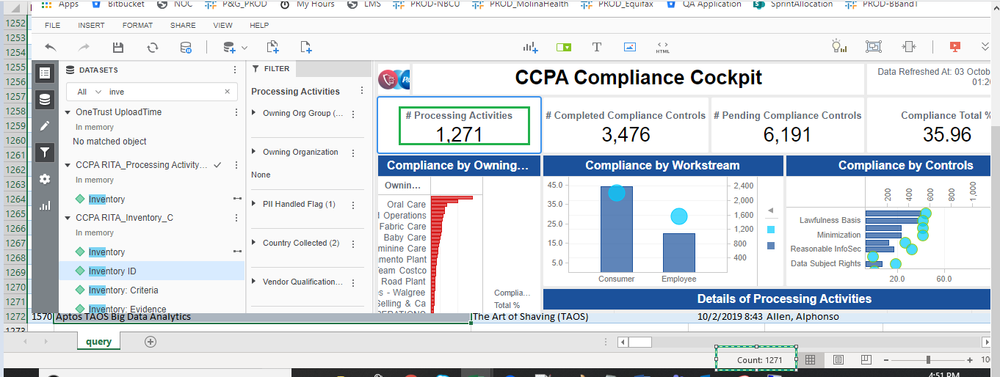 Apps Bitbucket NOC P&G_PROD My Hours LMS PROD-NBCU PROD_MolinaHealth PROD_Equifax QA Application SprintAllocation PROD-BBandT
FILE INSERT FORMAT SHARE VIEW HELP
HTML
DATASETS
All inve
OneTrust UploadTime
In memory
No matched object
CCPA RITA_Processing Activity...
In memory
Inventory
CCPA RITA_Inventory_C
In memory
Inventory
Inventory ID
Inventory: Criteria
Inventory: Evidence
FILTER
Processing Activities
Owning Org Group (...
Owning Organization
None
PII Handled Flag (1)
Country Collected (2)
Vendor Qualification...
CCPA Compliance Cockpit
Data Refreshed At: 03 Octob
01:20
# Processing Activities
1,271
# Completed Compliance Controls
3,476
# Pending Compliance Controls
6,191
Compliance Total %
35.96
Compliance by Owning...
Ownin...
Oral Care
Operations
Fabric Care
Baby Care
minine Care
mento Plant
Team Costco
Road Plant
es - Walgree
Selling & Ca
OPERATIONS
Complia...
Total %
Compliance by Workstream
45.0
35.0
25.0
15.0
5.0
2,400
2,000
1,600
1,200
800
400
Consumer Employee
Compliance by Controls
200 400 600 800 1,000
Lawfulness Basis
Minimization
Reasonable InfoSec
Data Subject Rights
20.0 60.0
Details of Processing Activities
1252
1253
1254
1255
1256
1257
1258
1259
1260
1261
1262
1263
1264
1265
1266
1267
1268
1269
1270
1271
1272 1570 Aptos TAOS Big Data Analytics The Art of Shaving (TAOS) 10/2/2019 8:43 Allen, Alphonso
1273
query
Count: 1271
10
4:51 PM